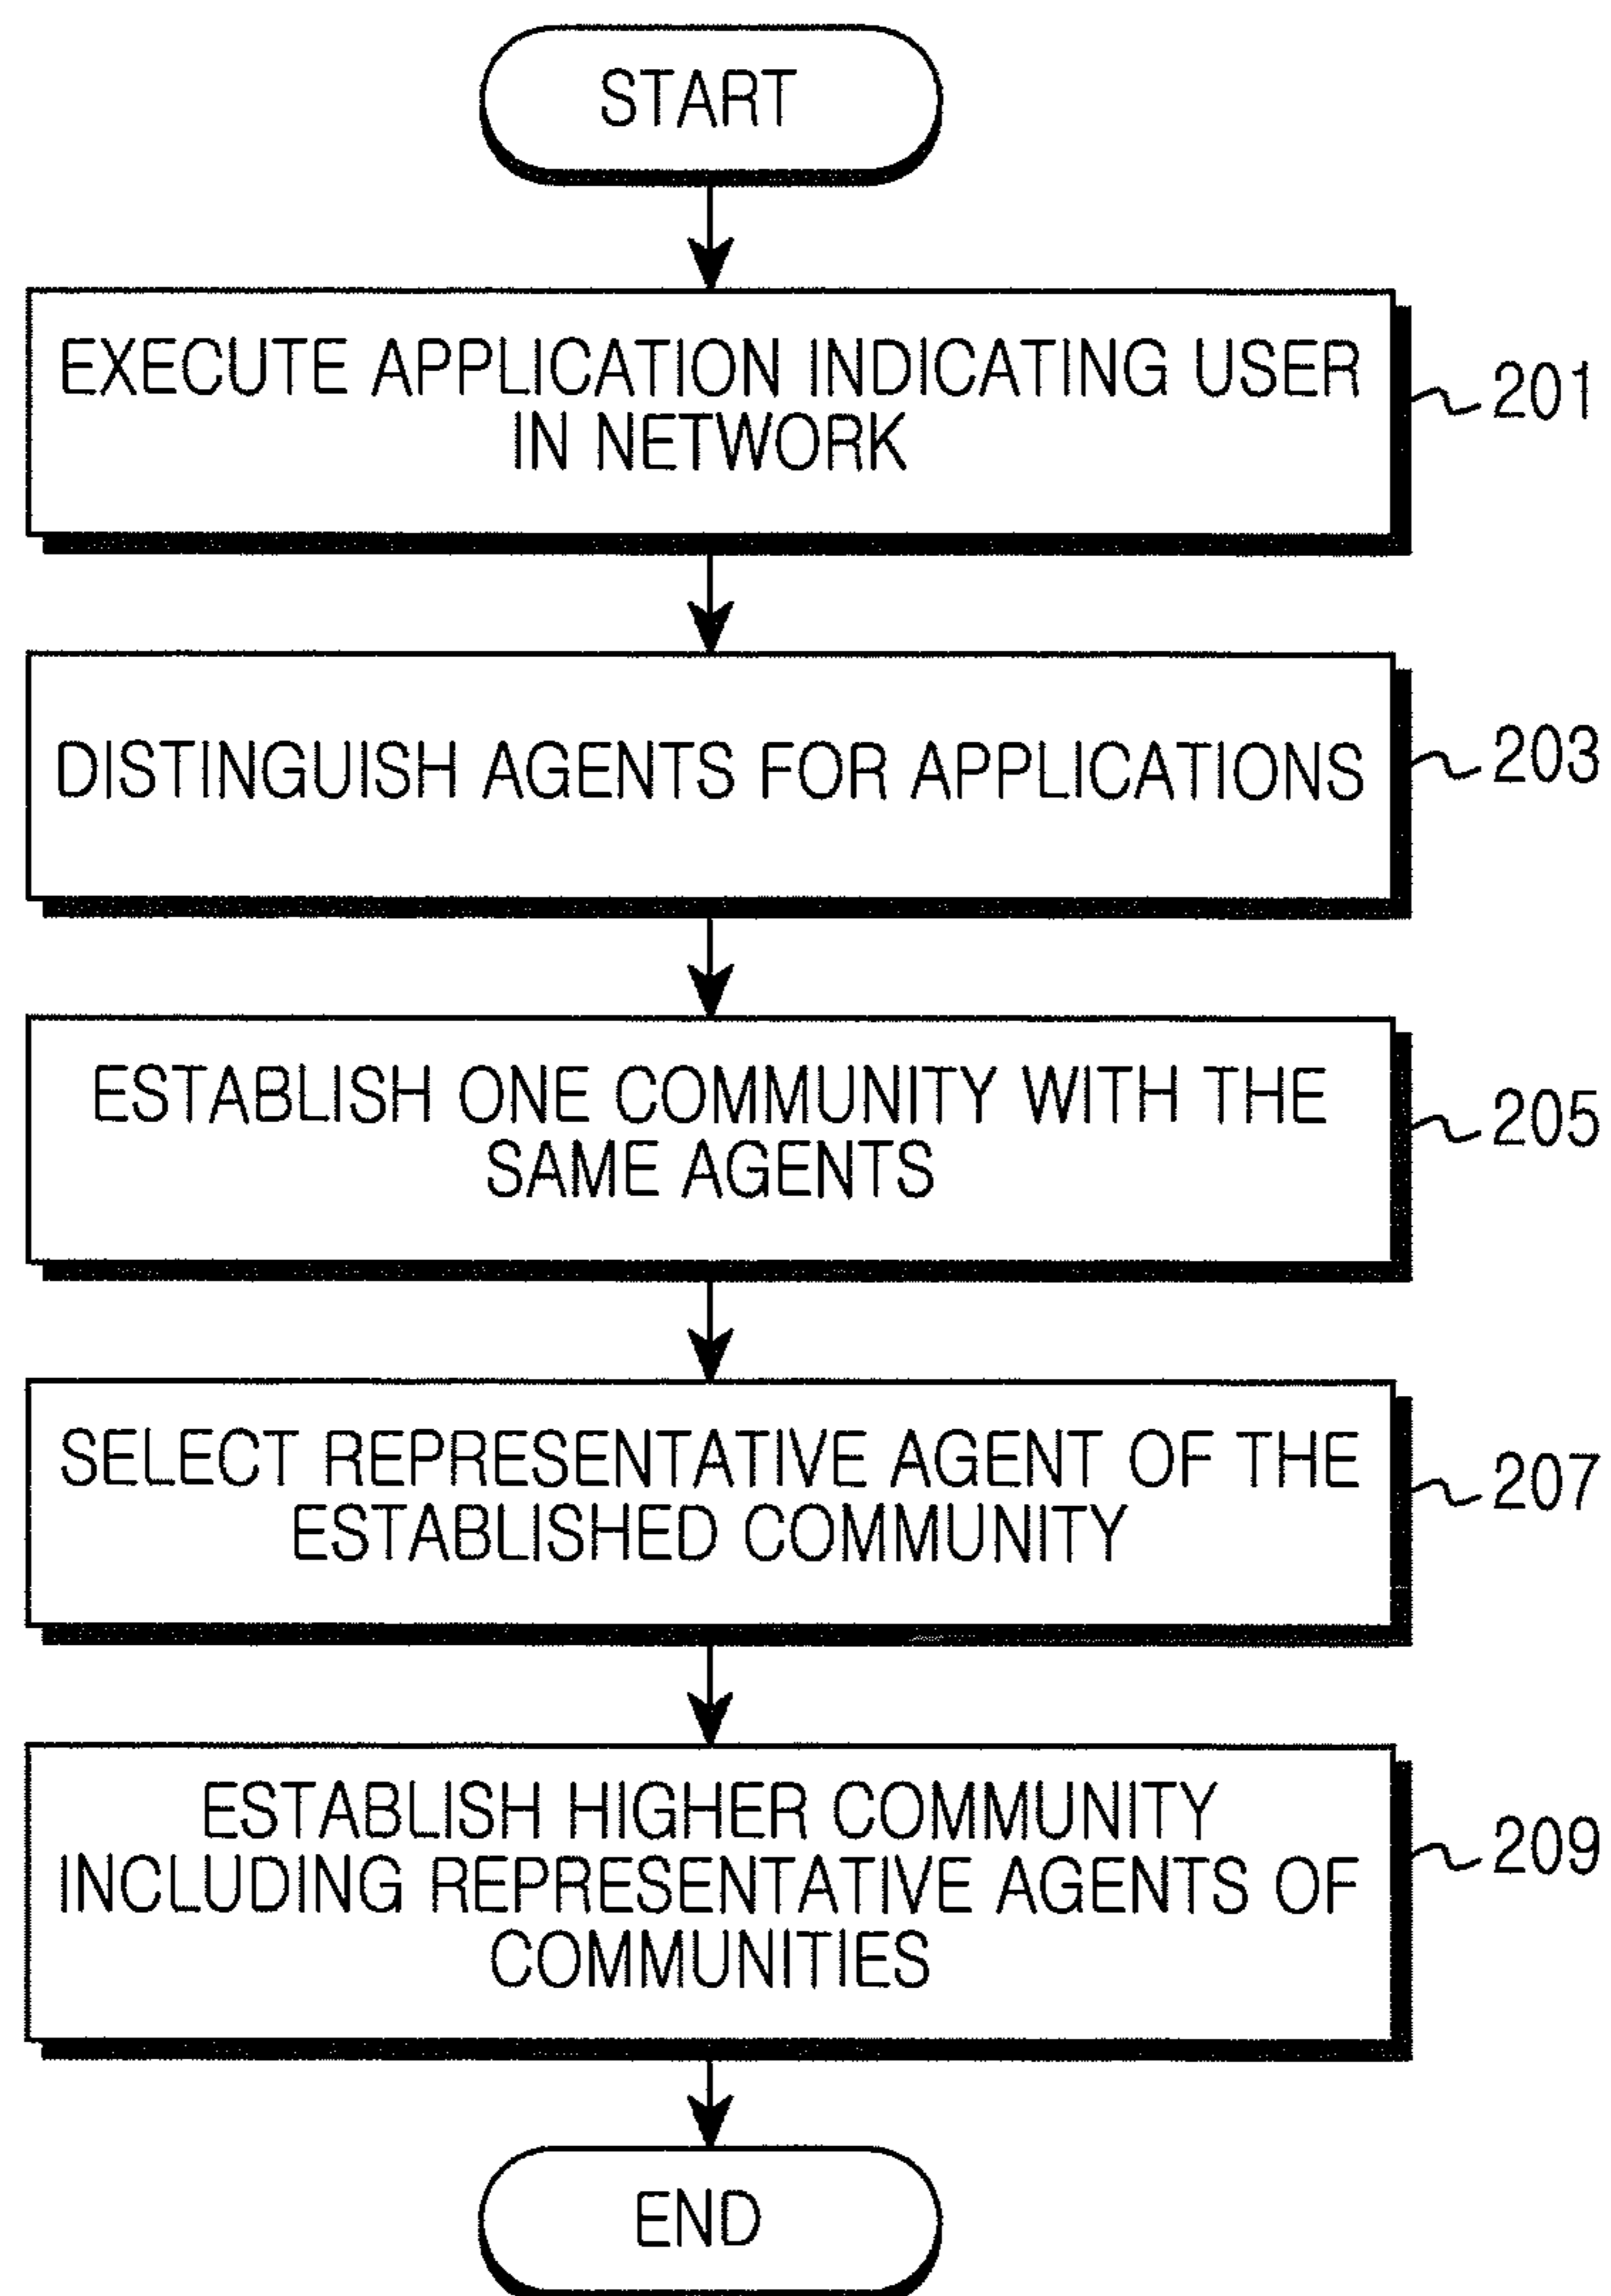 START
EXECUTE APPLICATION INDICATING USER
IN NETWORK
201
DISTINGUISH AGENTS FOR APPLICATIONS
203
ESTABLISH ONE COMMUNITY WITH THE
SAME AGENTS
205
SELECT REPRESENTATIVE AGENT OF THE
ESTABLISHED COMMUNITY
207
ESTABLISH HIGHER COMMUNITY
INCLUDING REPRESENTATIVE AGENTS OF
COMMUNITIES
209
END